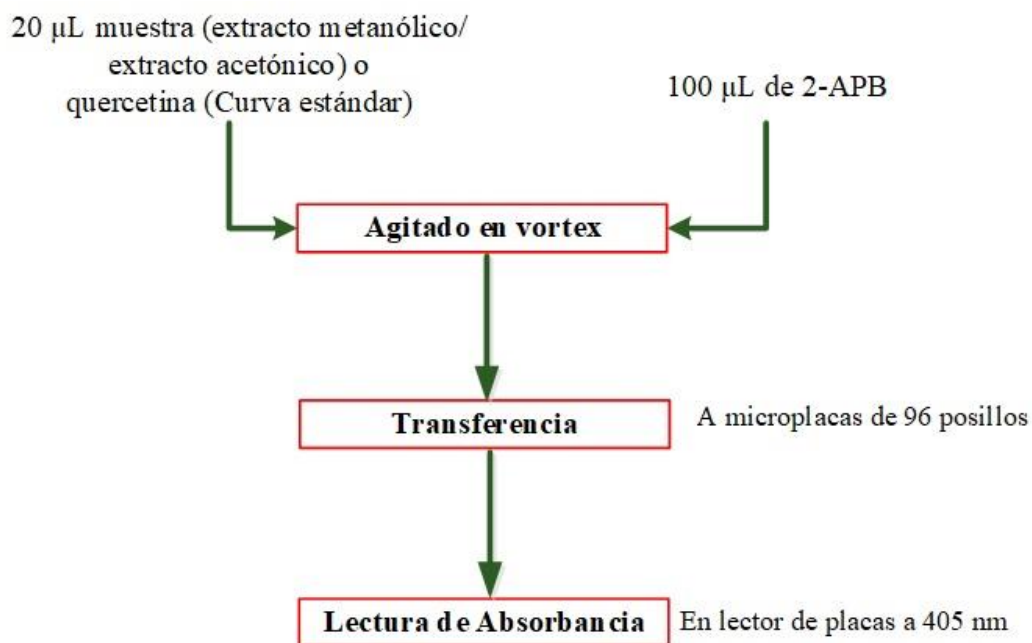 20 µL muestra (extracto metanólico/
extracto acetónico) o
quercetina (Curva estándar)
100 µL de 2-APB
Agitado en vortex
Transferencia
A microplacas de 96 posillos
Lectura de Absorbancia
En lector de placas a 405 nm